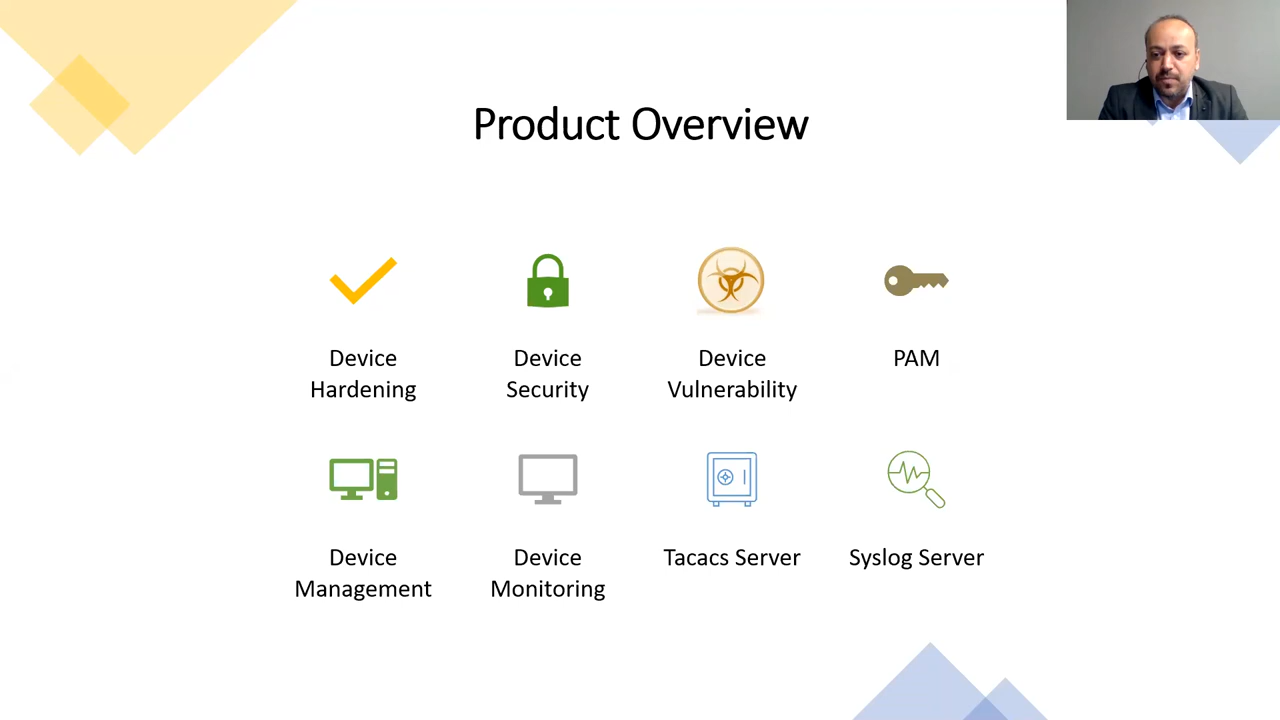 Product Overview
Device
Hardening
Device
Security
Device
Vulnerability
PAM
Device
Management
Device
Monitoring
Tacacs Server
Syslog Server